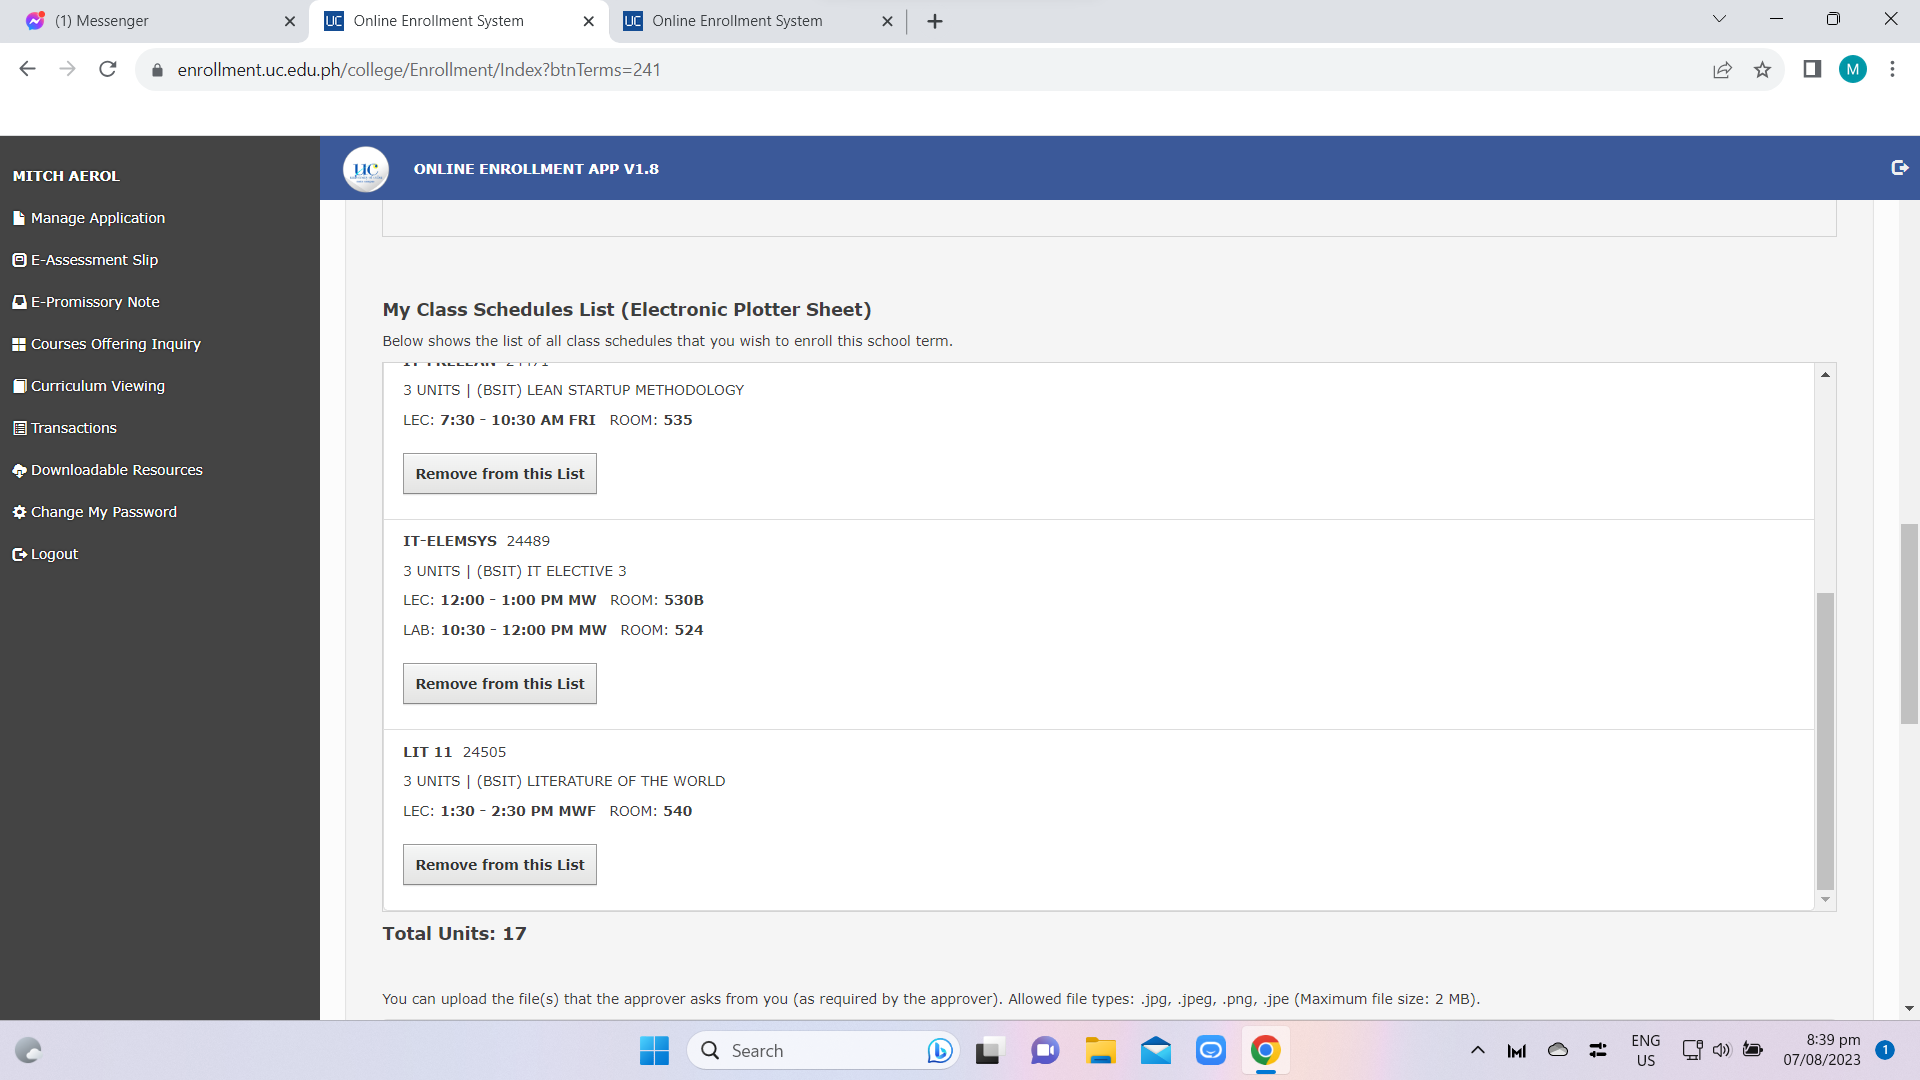 (1) Messenger
Online Enrollment System
Online Enrollment System
enrollment.uc.edu.ph/college/Enrollment/Index?btnTerms=241
M
MITCH AEROL
Manage Application
E-Assessment Slip
E-Promissory Note
Courses Offering Inquiry
Curriculum Viewing
Transactions
Downloadable Resources
Change My Password
Logout
UC
ONLINE ENROLLMENT APP V1.8
My Class Schedules List (Electronic Plotter Sheet)
Below shows the list of all class schedules that you wish to enroll this school term.
3 UNITS | (BSIT) LEAN STARTUP METHODOLOGY
LEC: 7:30 - 10:30 AM FRI ROOM: 535
Remove from this List
IT-ELEMSYS 24489
3 UNITS | (BSIT) IT ELECTIVE 3
LEC: 12:00 - 1:00 PM MW ROOM: 530B
LAB: 10:30 - 12:00 PM MW ROOM: 524
Remove from this List
LIT 11 24505
3 UNITS | (BSIT) LITERATURE OF THE WORLD
LEC: 1:30 - 2:30 PM MWF ROOM: 540
Remove from this List
Total Units: 17
You can upload the file(s) that the approver asks from you (as required by the approver). Allowed file types: .jpg, .jpeg, .png, .jpe (Maximum file size: 2 MB).
Search
ENG
US
8:39 pm
07/08/2023
1